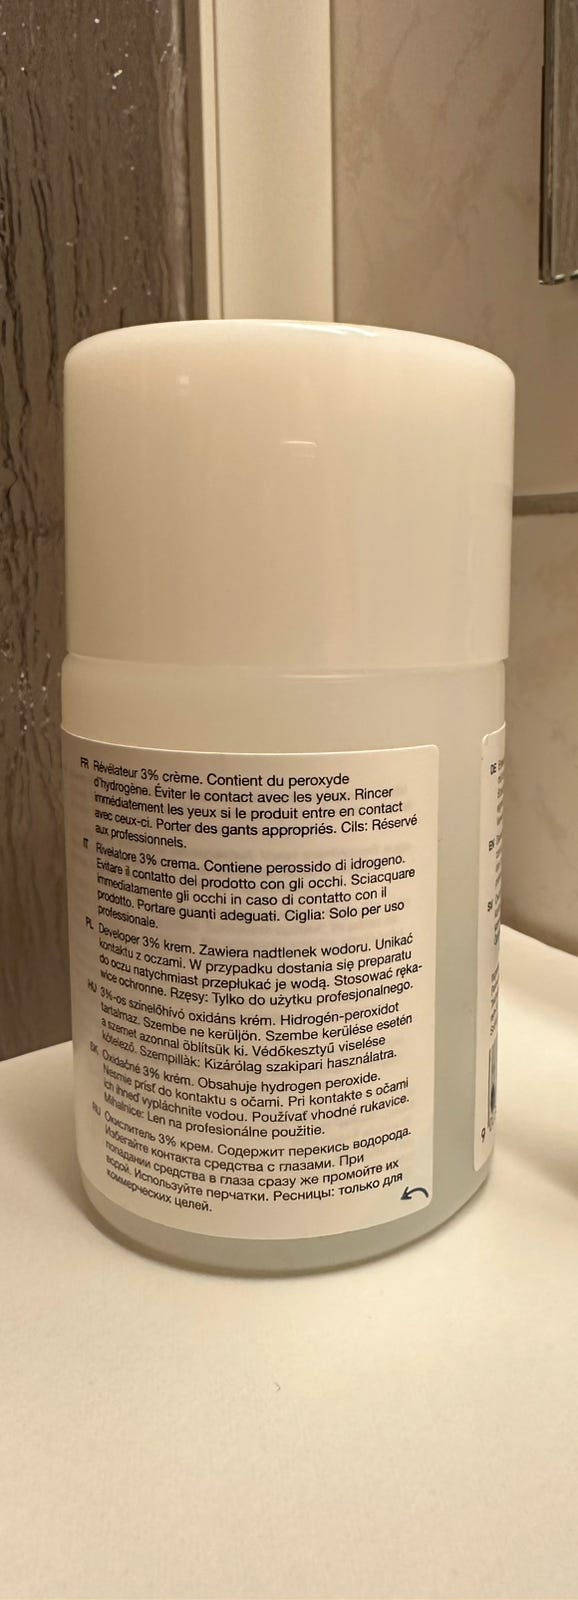 FR Révélateur 3% crème. Contient du peroxyde
d'hydrogène. Éviter le contact avec les yeux. Rincer
immédiatement les yeux si le produit entre en contact
avec ceux-ci. Porter des gants appropriés. Cils: Réservé
aux professionnels.
IT Rivelatore 3% crema. Contiene perossido di idrogeno.
Evitare il contatto del prodotto con gli occhi. Sciacquare
immediatamente gli occhi in caso di contatto con il
prodotto. Portare guanti adeguati. Ciglia: Solo per uso
professionale.
PL Developer 3% krem. Zawiera nadtlenek wodoru. Unikać
kontaktu z oczami. W przypadku dostania się preparatu
do oczu natychmiast przepłukać je wodą. Stosować ręka-
wice ochronne. Rzęsy: Tylko do użytku profesjonalnego.
HU 3%-os színelőhívó oxidáns krém. Hidrogén-peroxidot
tartalmaz. Szembe ne kerüljön. Szembe kerülése esetén
a szemet azonnal öblítsük ki. Védőkesztyű viselése
kötelező. Szempillàk: Kizárólag szakipari használatra.
SK Oxidačné 3% krém. Obsahuje hydrogen peroxide.
Nesmie prísť do kontaktu s očami. Pri kontakte s očami
ich ihneď vypláchnite vodou. Používať vhodné rukavice.
Mihalnice: Len na profesionálne použitie.
RU Окислитель 3% крем. Содержит перекись водорода.
Избегайте контакта средства с глазами. При
попадании средства в глаза сразу же промойте их
водой. Используйте перчатки. Ресницы: только для
коммерческих целей.
DE
EN
9